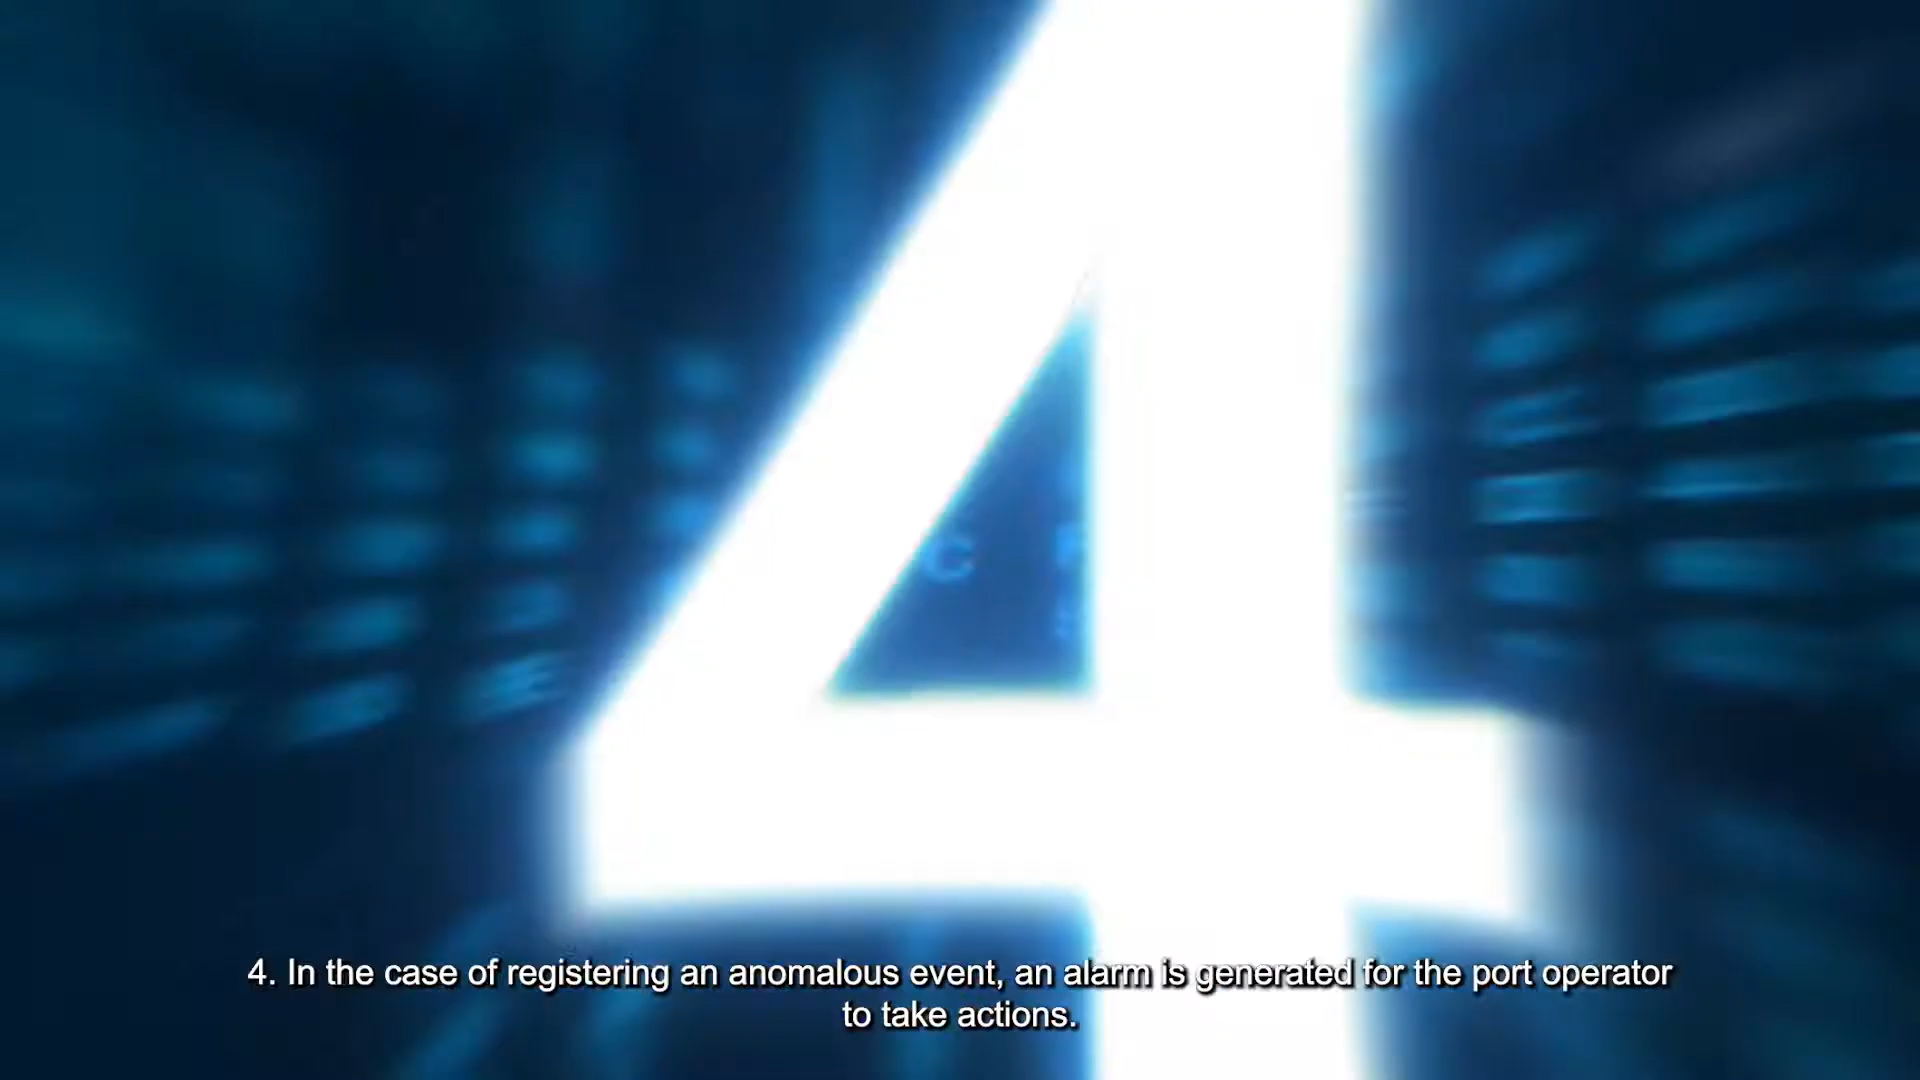 4
4. In the case of registering an anomalous event, an alarm is generated for the port operator
to take actions.